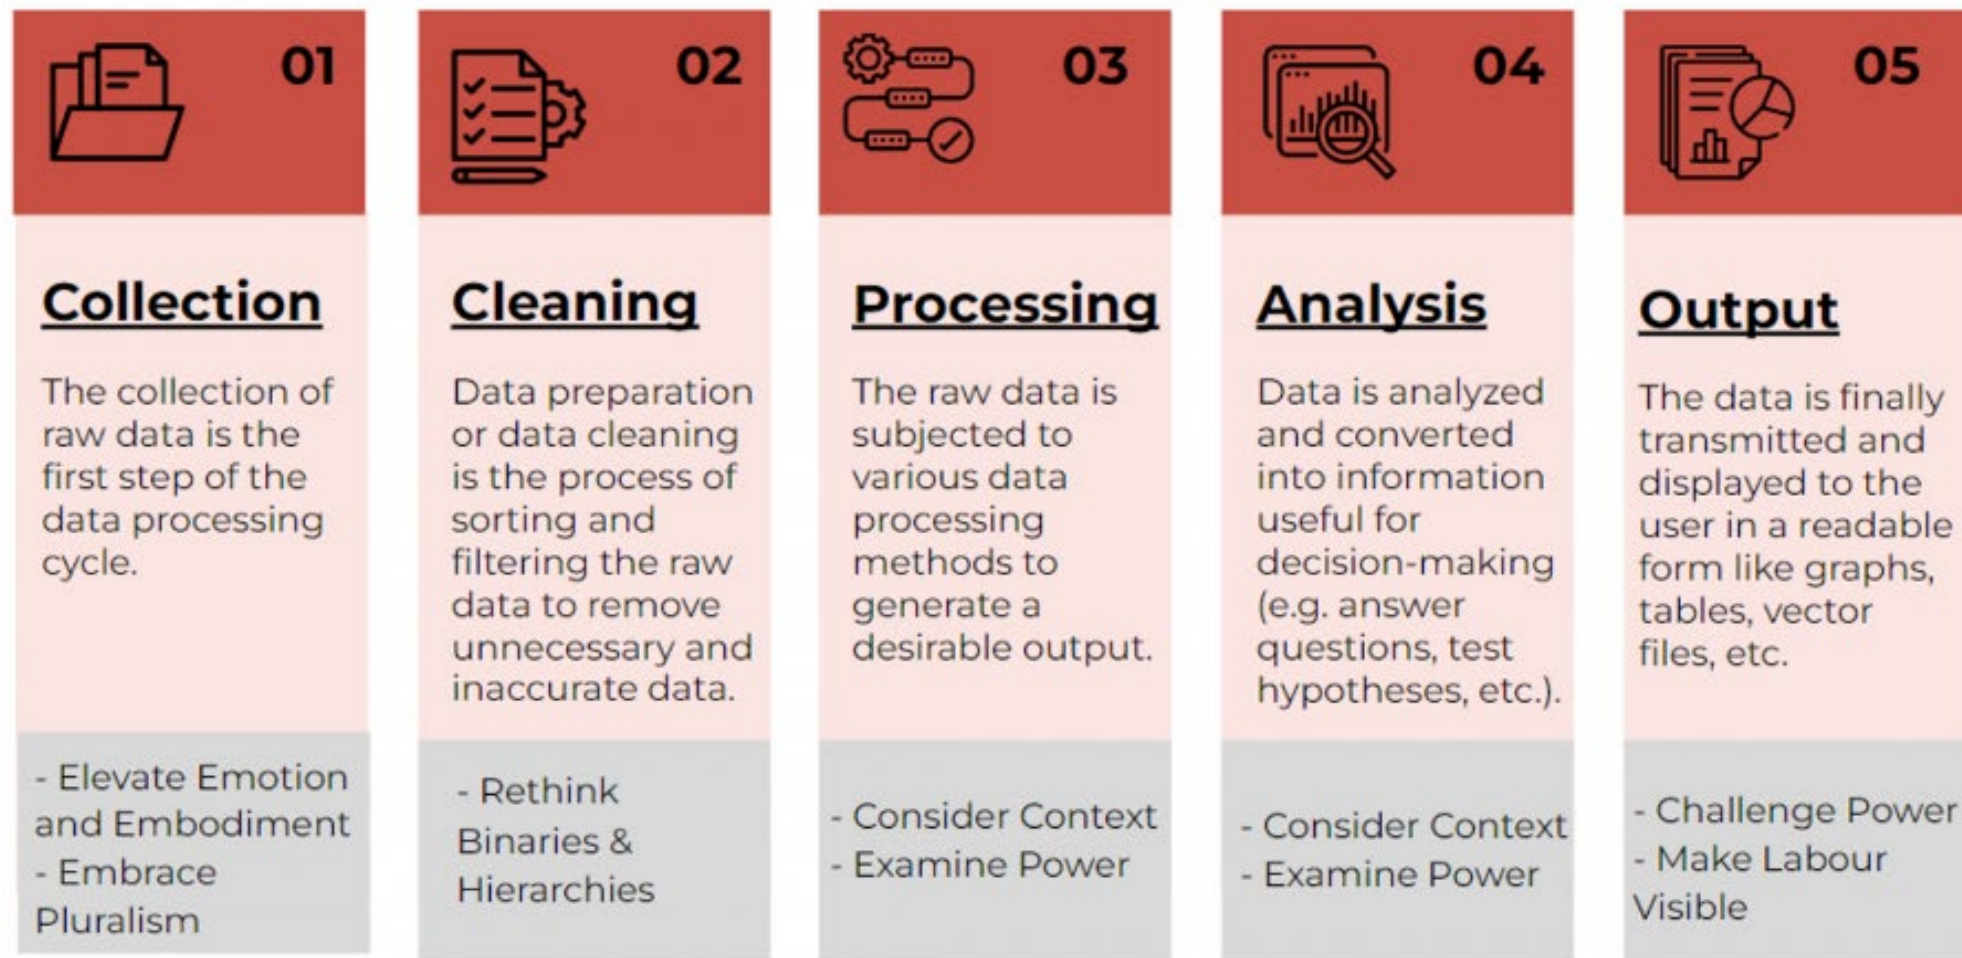 01
Collection
The collection of
raw data is the
first step of the
data processing
cycle.
- Elevate Emotion
and Embodiment
- Embrace
Pluralism
02
Cleaning
Data preparation
or data cleaning
is the process of
sorting and
filtering the raw
data to remove
unnecessary and
inaccurate data.
- Rethink
Binaries &
Hierarchies
03
Processing
The raw data is
subjected to
various data
processing
methods to
generate a
desirable output.
- Consider Context
- Examine Power
04
Analysis
Data is analyzed
and converted
into information
useful for
decision-making
(e.g. answer
questions, test
hypotheses, etc.).
- Consider Context
- Examine Power
05
Output
The data is finally
transmitted and
displayed to the
user in a readable
form like graphs,
tables, vector
files, etc.
- Challenge Power
- Make Labour
Visible